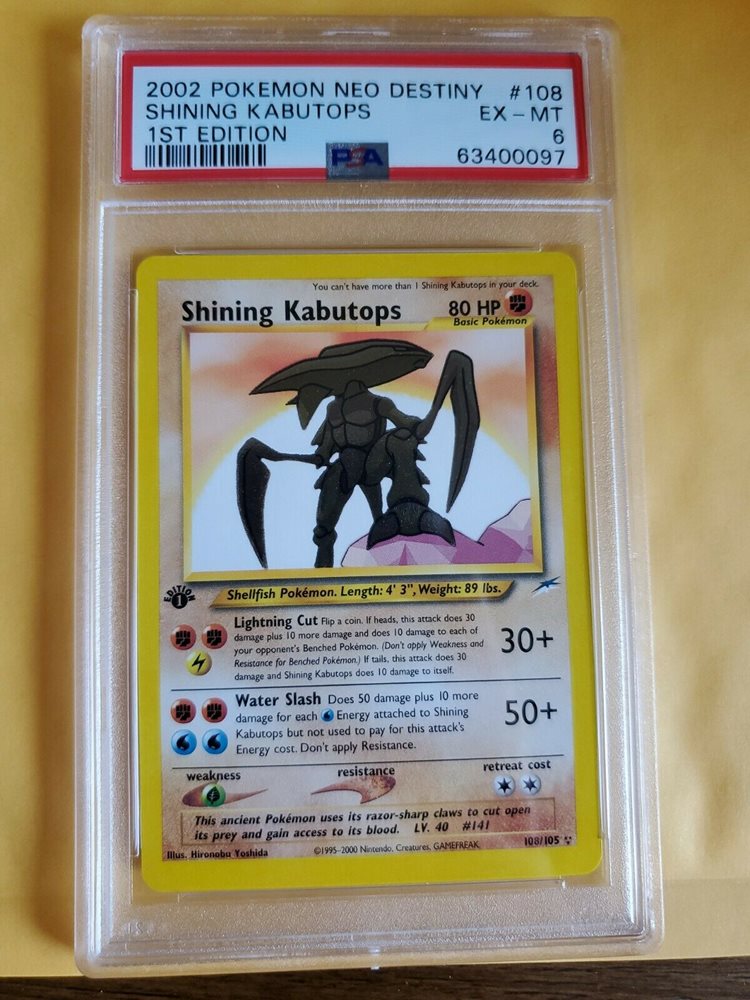 2002 POKEMON NEO DESTINY #108
SHINING KABUTOPS EX - MT
1ST EDITION 6
PSA 63400097
You can't have more than 1 Shining Kabutops in your deck.
Shining Kabutops 80 HP
Basic Pokémon
EDITION 1
Shellfish Pokémon. Length: 4' 3", Weight: 89 lbs.
Lightning Cut Flip a coin. If heads, this attack does 30
damage plus 10 more damage and does 10 damage to each of
your opponent's Benched Pokémon. (Don't apply Weakness and
Resistance for Benched Pokémon.) If tails, this attack does 30
damage and Shining Kabutops does 10 damage to itself.
30+
Water Slash Does 50 damage plus 10 more
damage for each Energy attached to Shining
Kabutops but not used to pay for this attack's
Energy cost. Don't apply Resistance.
50+
weakness resistance retreat cost
This ancient Pokémon uses its razor-sharp claws to cut open
its prey and gain access to its blood. LV. 40 #141
Illus. Hironobu Yoshida ©1995-2000 Nintendo, Creatures, GAMEFREAK. 108/105